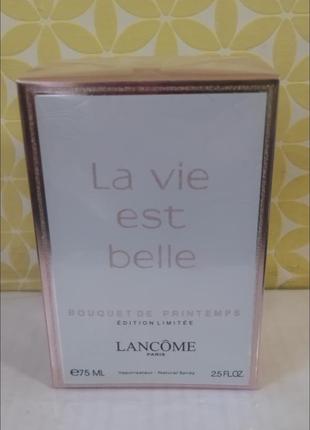 La vie
est
belle
BOUQUET DE PRINTEMPS
ÉDITION LIMITÉE
LANCÔME
PARIS
℮75 ML Vaporisateur - Natural Spray 2.5 FL.OZ.